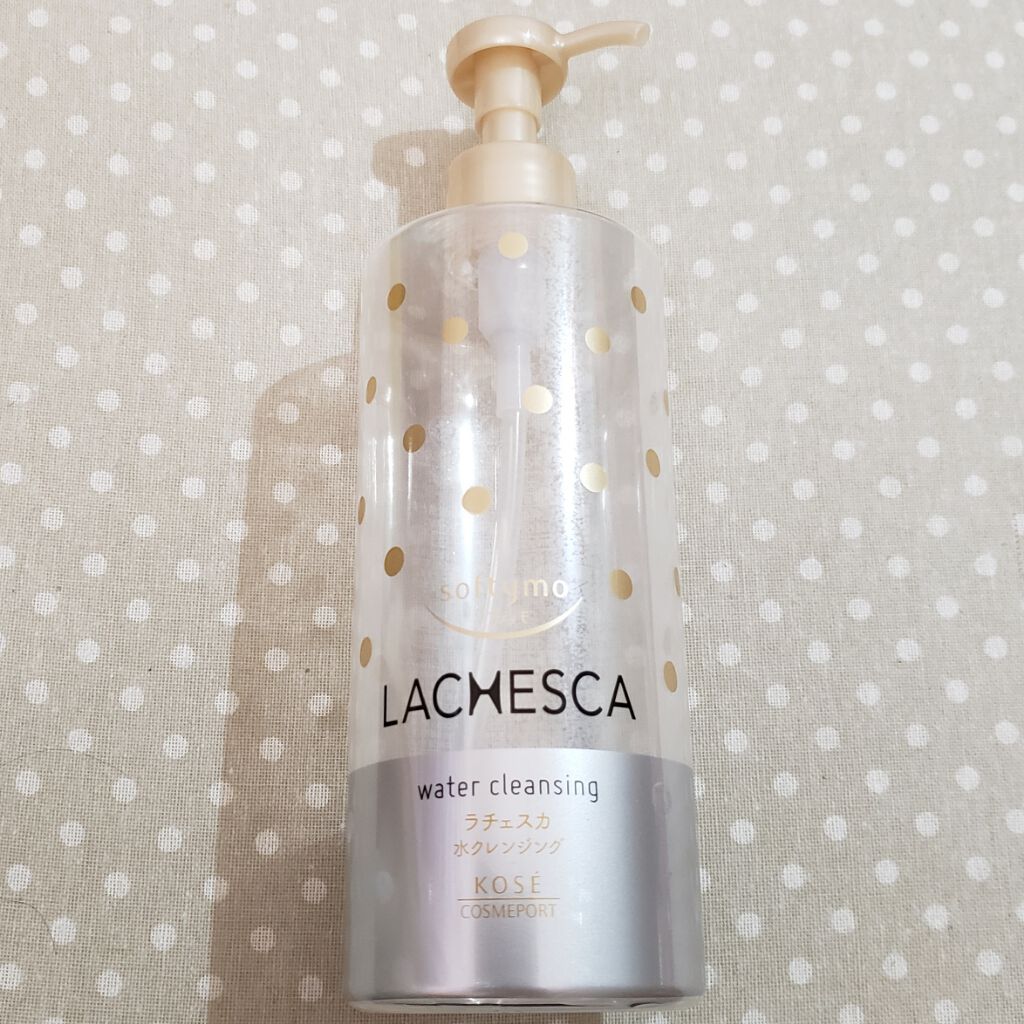 softymo
LACHESCA
water cleansing
ラチェスカ
水クレンジング
KOSÉ
COSMEPORT